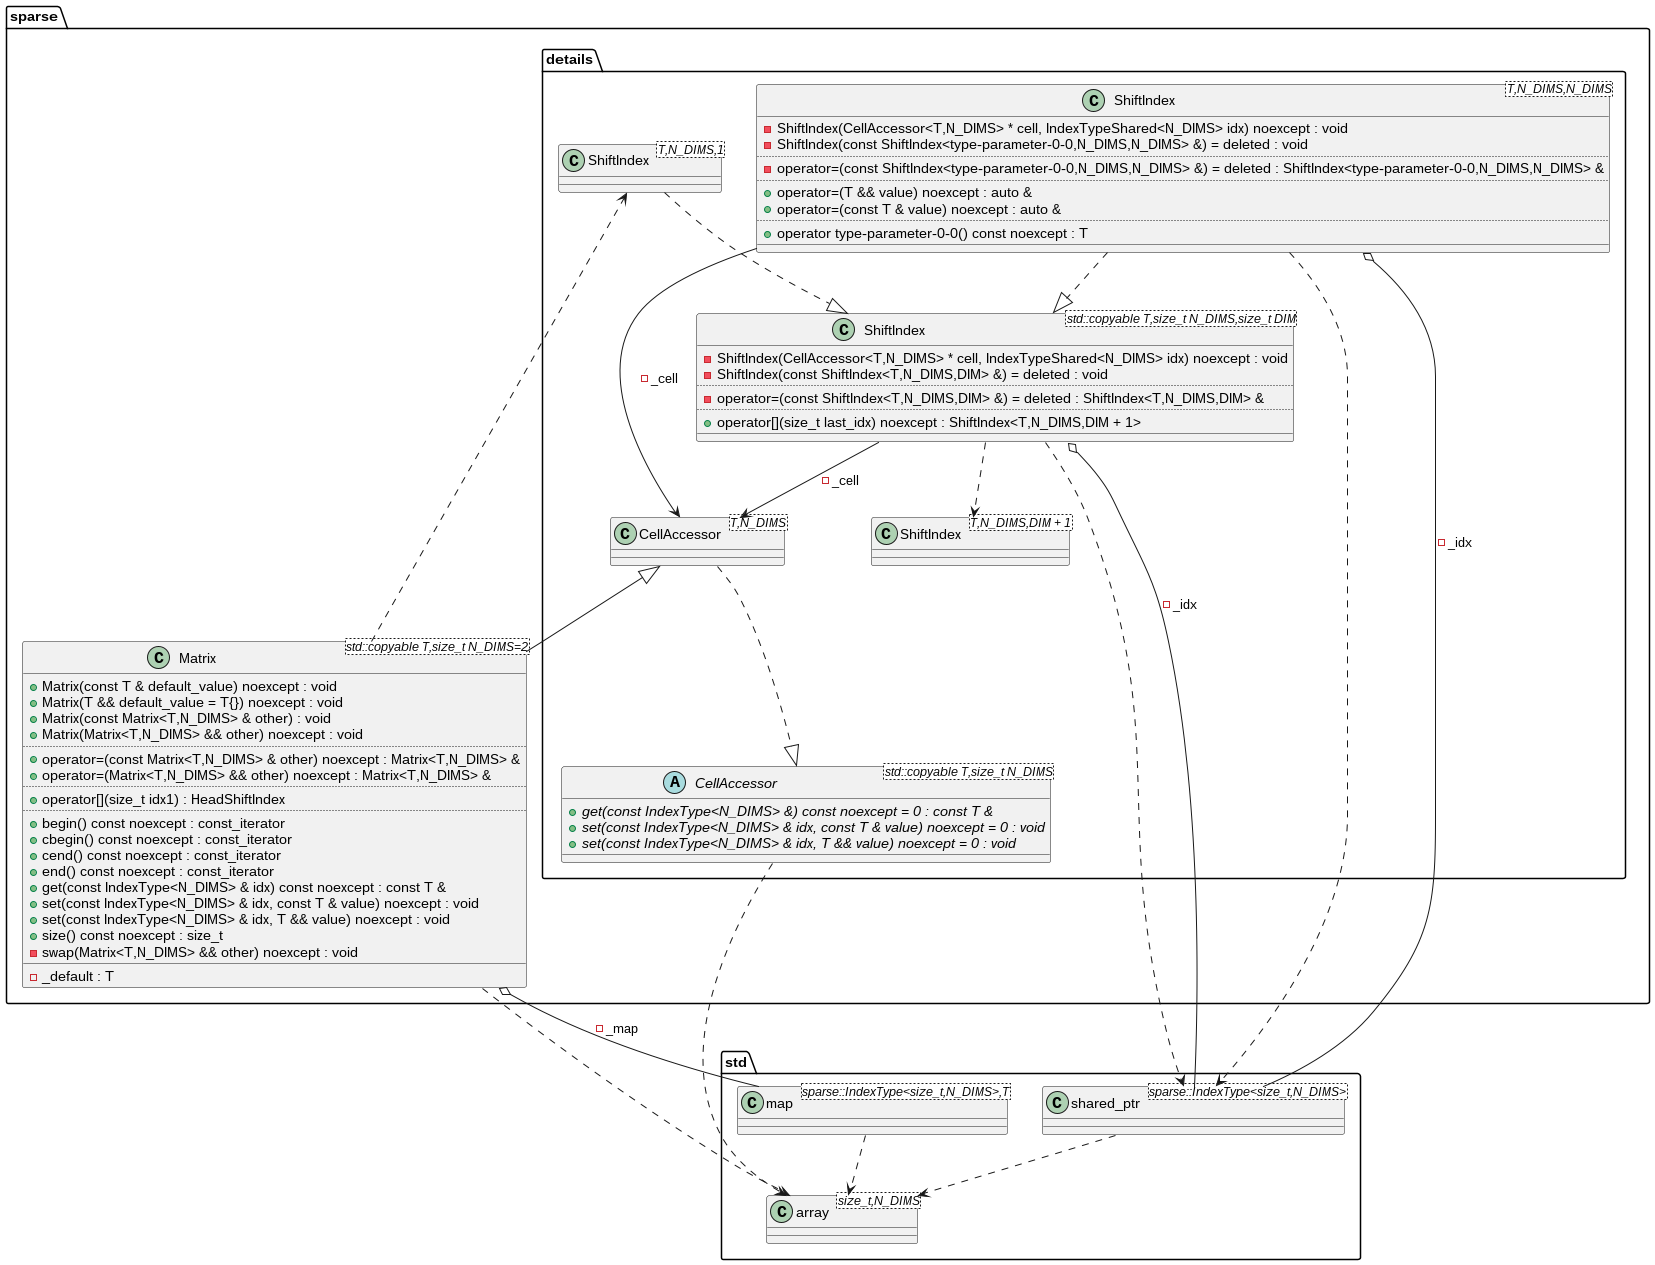 sparse
details
C ShiftIndex T,N_DIMS,N_DIMS
ShiftIndex(CellAccessor<T,N_DIMS> * cell, IndexTypeShared<N_DIMS> idx) noexcept : void
ShiftIndex(const ShiftIndex<type-parameter-0-0,N_DIMS,N_DIMS> &) = deleted : void
operator=(const ShiftIndex<type-parameter-0-0,N_DIMS,N_DIMS> &) = deleted : ShiftIndex<type-parameter-0-0,N_DIMS,N_DIMS> &
operator=(T && value) noexcept : auto &
operator=(const T & value) noexcept : auto &
operator type-parameter-0-0() const noexcept : T
C ShiftIndex T,N_DIMS,1
C ShiftIndex std::copyable T,size_t N_DIMS,size_t DIM
ShiftIndex(CellAccessor<T,N_DIMS> * cell, IndexTypeShared<N_DIMS> idx) noexcept : void
ShiftIndex(const ShiftIndex<T,N_DIMS,DIM> &) = deleted : void
operator=(const ShiftIndex<T,N_DIMS,DIM> &) = deleted : ShiftIndex<T,N_DIMS,DIM> &
operator[](size_t last_idx) noexcept : ShiftIndex<T,N_DIMS,DIM + 1>
_cell
_cell
_idx
_idx
C CellAccessor T,N_DIMS
C ShiftIndex T,N_DIMS,DIM + 1
C Matrix std::copyable T,size_t N_DIMS=2
Matrix(const T & default_value) noexcept : void
Matrix(T && default_value = T{}) noexcept : void
Matrix(const Matrix<T,N_DIMS> & other) : void
Matrix(Matrix<T,N_DIMS> && other) noexcept : void
operator=(const Matrix<T,N_DIMS> & other) noexcept : Matrix<T,N_DIMS> &
operator=(Matrix<T,N_DIMS> && other) noexcept : Matrix<T,N_DIMS> &
operator[](size_t idx1) : HeadShiftIndex
begin() const noexcept : const_iterator
cbegin() const noexcept : const_iterator
cend() const noexcept : const_iterator
end() const noexcept : const_iterator
get(const IndexType<N_DIMS> & idx) const noexcept : const T &
set(const IndexType<N_DIMS> & idx, const T & value) noexcept : void
set(const IndexType<N_DIMS> & idx, T && value) noexcept : void
size() const noexcept : size_t
swap(Matrix<T,N_DIMS> && other) noexcept : void
_default : T
A CellAccessor std::copyable T,size_t N_DIMS
get(const IndexType<N_DIMS> &) const noexcept = 0 : const T &
set(const IndexType<N_DIMS> & idx, const T & value) noexcept = 0 : void
set(const IndexType<N_DIMS> & idx, T && value) noexcept = 0 : void
_map
std
C map sparse::IndexType<size_t,N_DIMS>,T
C shared_ptr sparse::IndexType<size_t,N_DIMS>
C array size_t,N_DIMS